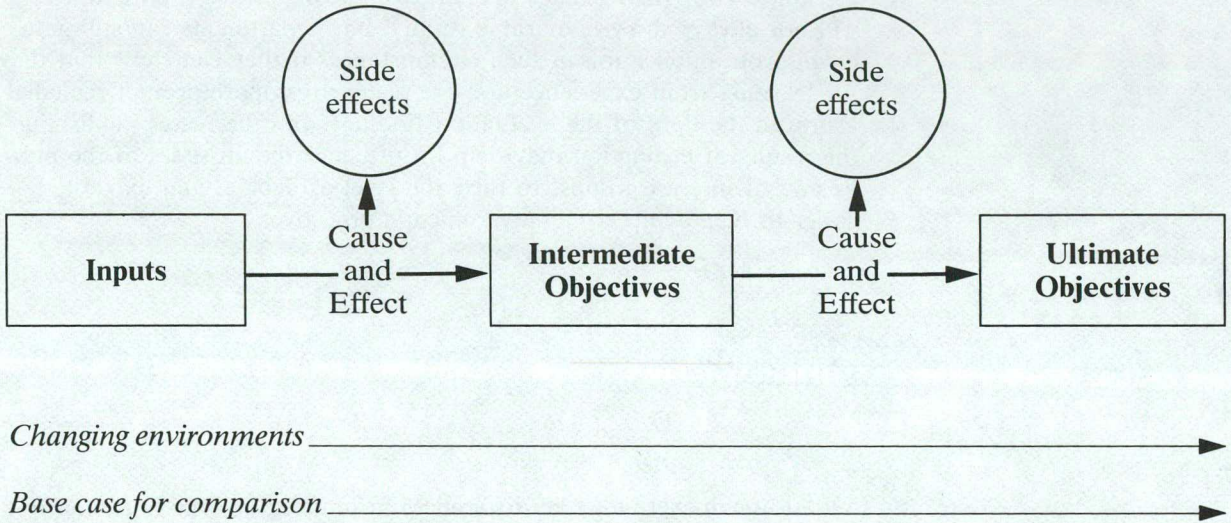 Side
effects
Side
effects
Inputs
Cause
and
Effect
Intermediate
Objectives
Cause
and
Effect
Ultimate
Objectives
Changing environments
Base case for comparison